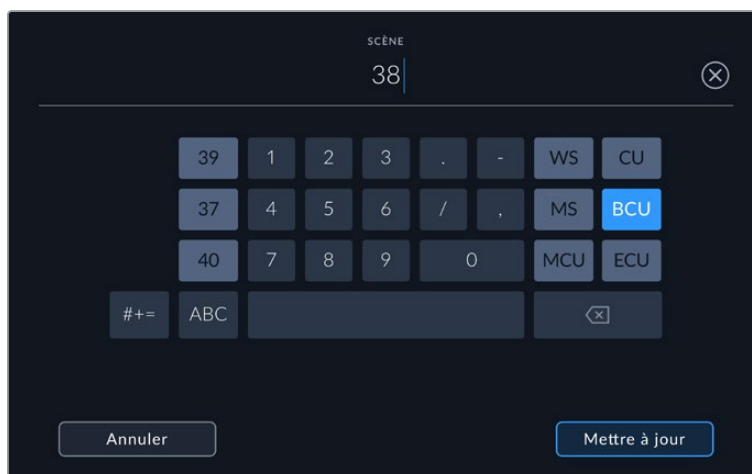 SCÈNE
38
39 1 2 3 . - WS CU
37 4 5 6 / , MS BCU
40 7 8 9 0 MCU ECU
#+= ABC
Annuler Mettre à jour